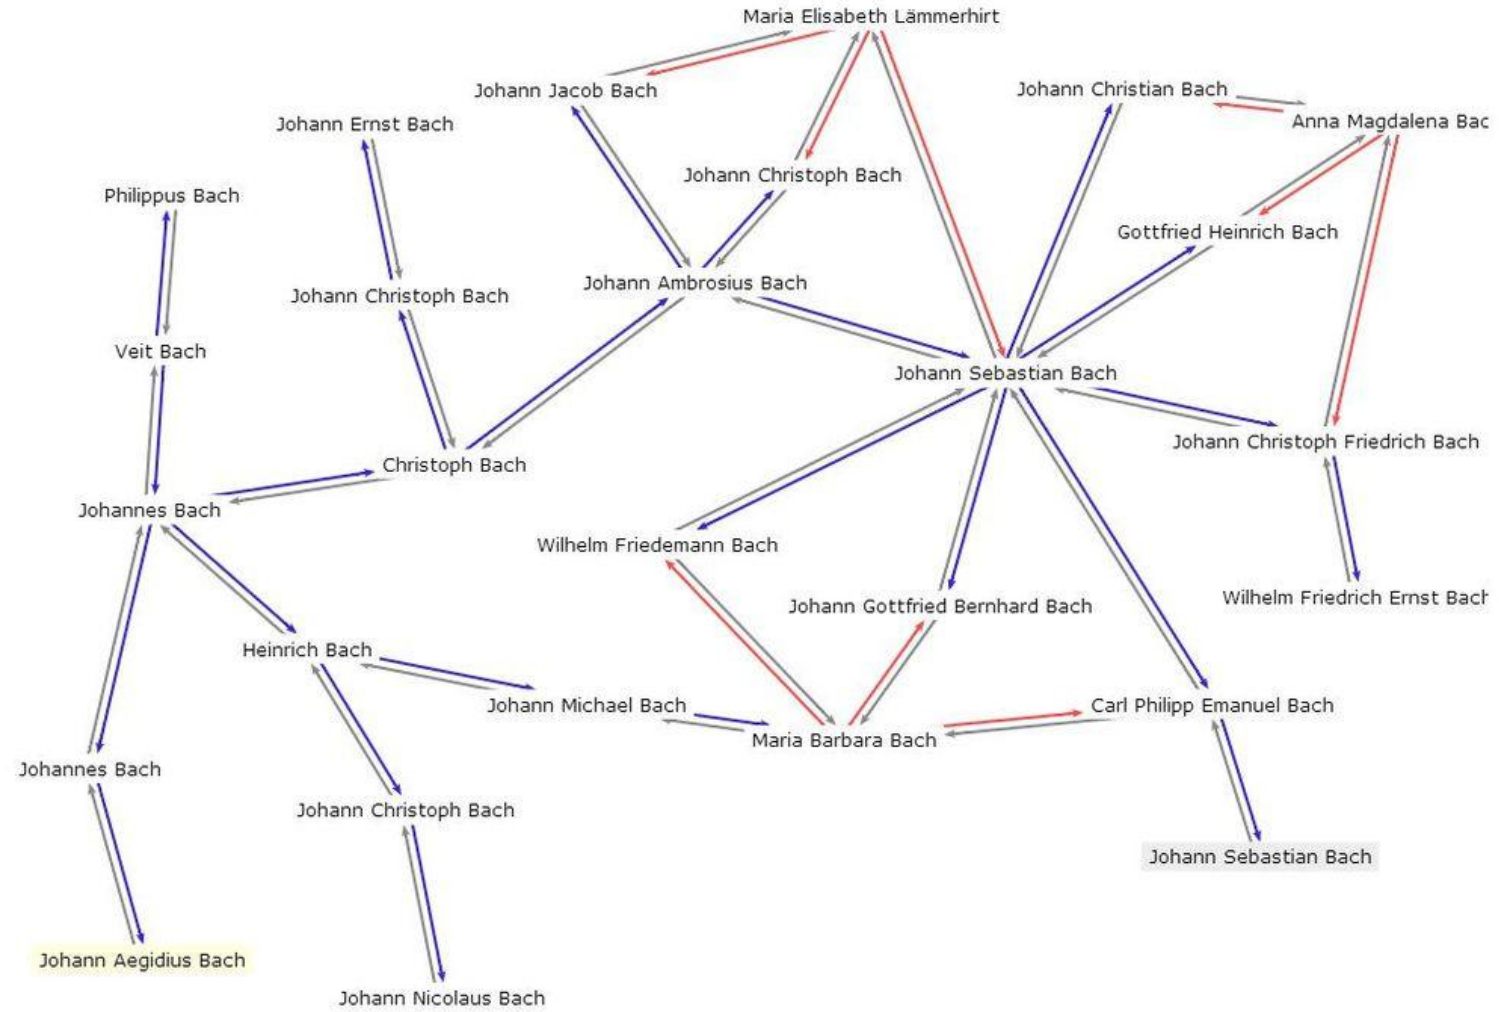 Maria Elisabeth Lämmerhirt
Johann Jacob Bach
Johann Christian Bach
Anna Magdalena Bac
Johann Ernst Bach
Johann Christoph Bach
Philippus Bach
Gottfried Heinrich Bach
Johann Ambrosius Bach
Johann Christoph Bach
Veit Bach
Johann Sebastian Bach
Johann Christoph Friedrich Bach
Christoph Bach
Johannes Bach
Wilhelm Friedemann Bach
Wilhelm Friedrich Ernst Bach
Johann Gottfried Bernhard Bach
Heinrich Bach
Johann Michael Bach
Carl Philipp Emanuel Bach
Maria Barbara Bach
Johannes Bach
Johann Christoph Bach
Johann Sebastian Bach
Johann Aegidius Bach
Johann Nicolaus Bach